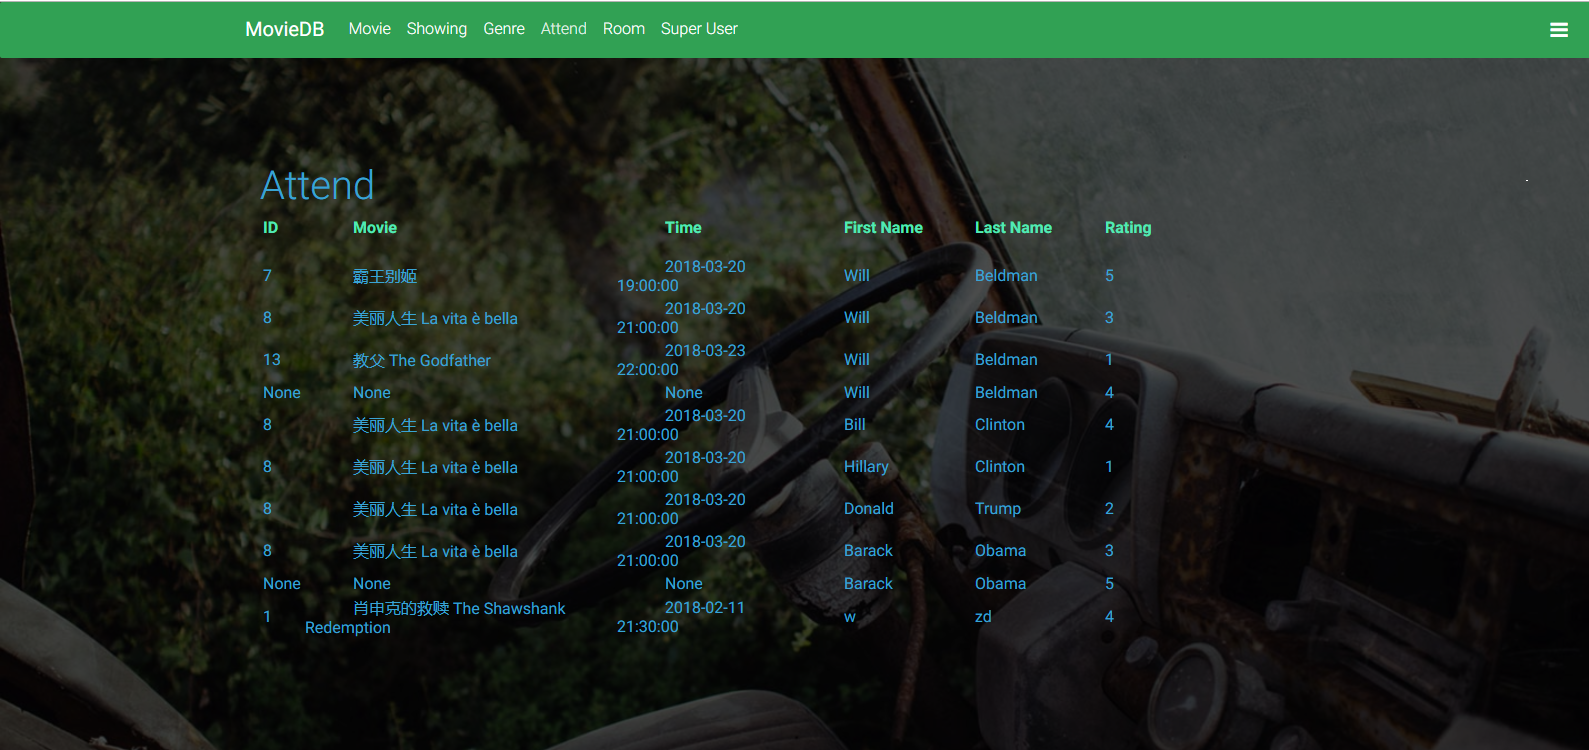 MovieDB Movie Showing Genre Attend Room Super User
Attend
ID Movie Time First Name Last Name Rating
7 霸王别姬 2018-03-20 19:00:00 Will Beldman 5
8 美丽人生 La vita è bella 2018-03-20 21:00:00 Will Beldman 3
13 教父 The Godfather 2018-03-23 22:00:00 Will Beldman 1
None None None Will Beldman 4
8 美丽人生 La vita è bella 2018-03-20 21:00:00 Bill Clinton 4
8 美丽人生 La vita è bella 2018-03-20 21:00:00 Hillary Clinton 1
8 美丽人生 La vita è bella 2018-03-20 21:00:00 Donald Trump 2
8 美丽人生 La vita è bella 2018-03-20 21:00:00 Barack Obama 3
None None None Barack Obama 5
1 肖申克的救赎 The Shawshank Redemption 2018-02-11 21:30:00 w zd 4